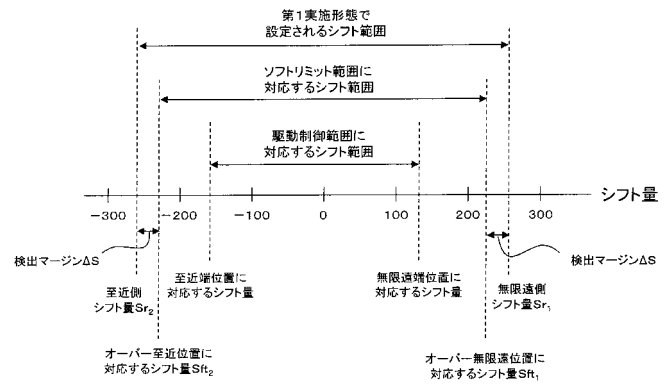 第1実施形態で
設定されるシフト範囲
ソフトリミット範囲に
対応するシフト範囲
駆動制御範囲に
対応するシフト範囲
シフト量
-300 -200 -100 0 100 200 300
検出マージンΔS
検出マージンΔS
至近側
シフト量Sr2
至近端位置に
対応するシフト量
無限遠端位置に
対応するシフト量
無限遠側
シフト量Sr1
オーバー至近位置に
対応するシフト量Sft2
オーバー無限遠位置に
対応するシフト量Sft1